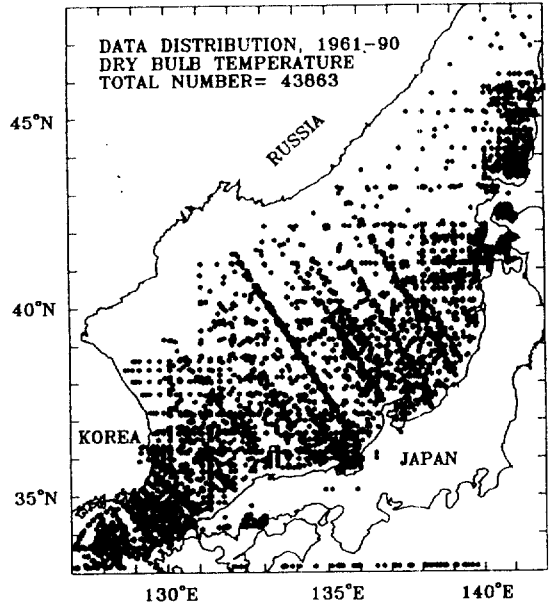 DATA DISTRIBUTION, 1961-90
DRY BULB TEMPERATURE
TOTAL NUMBER= 43863
45°N
RUSSIA
40°N
KOREA
JAPAN
35°N
130°E
135°E
140°E